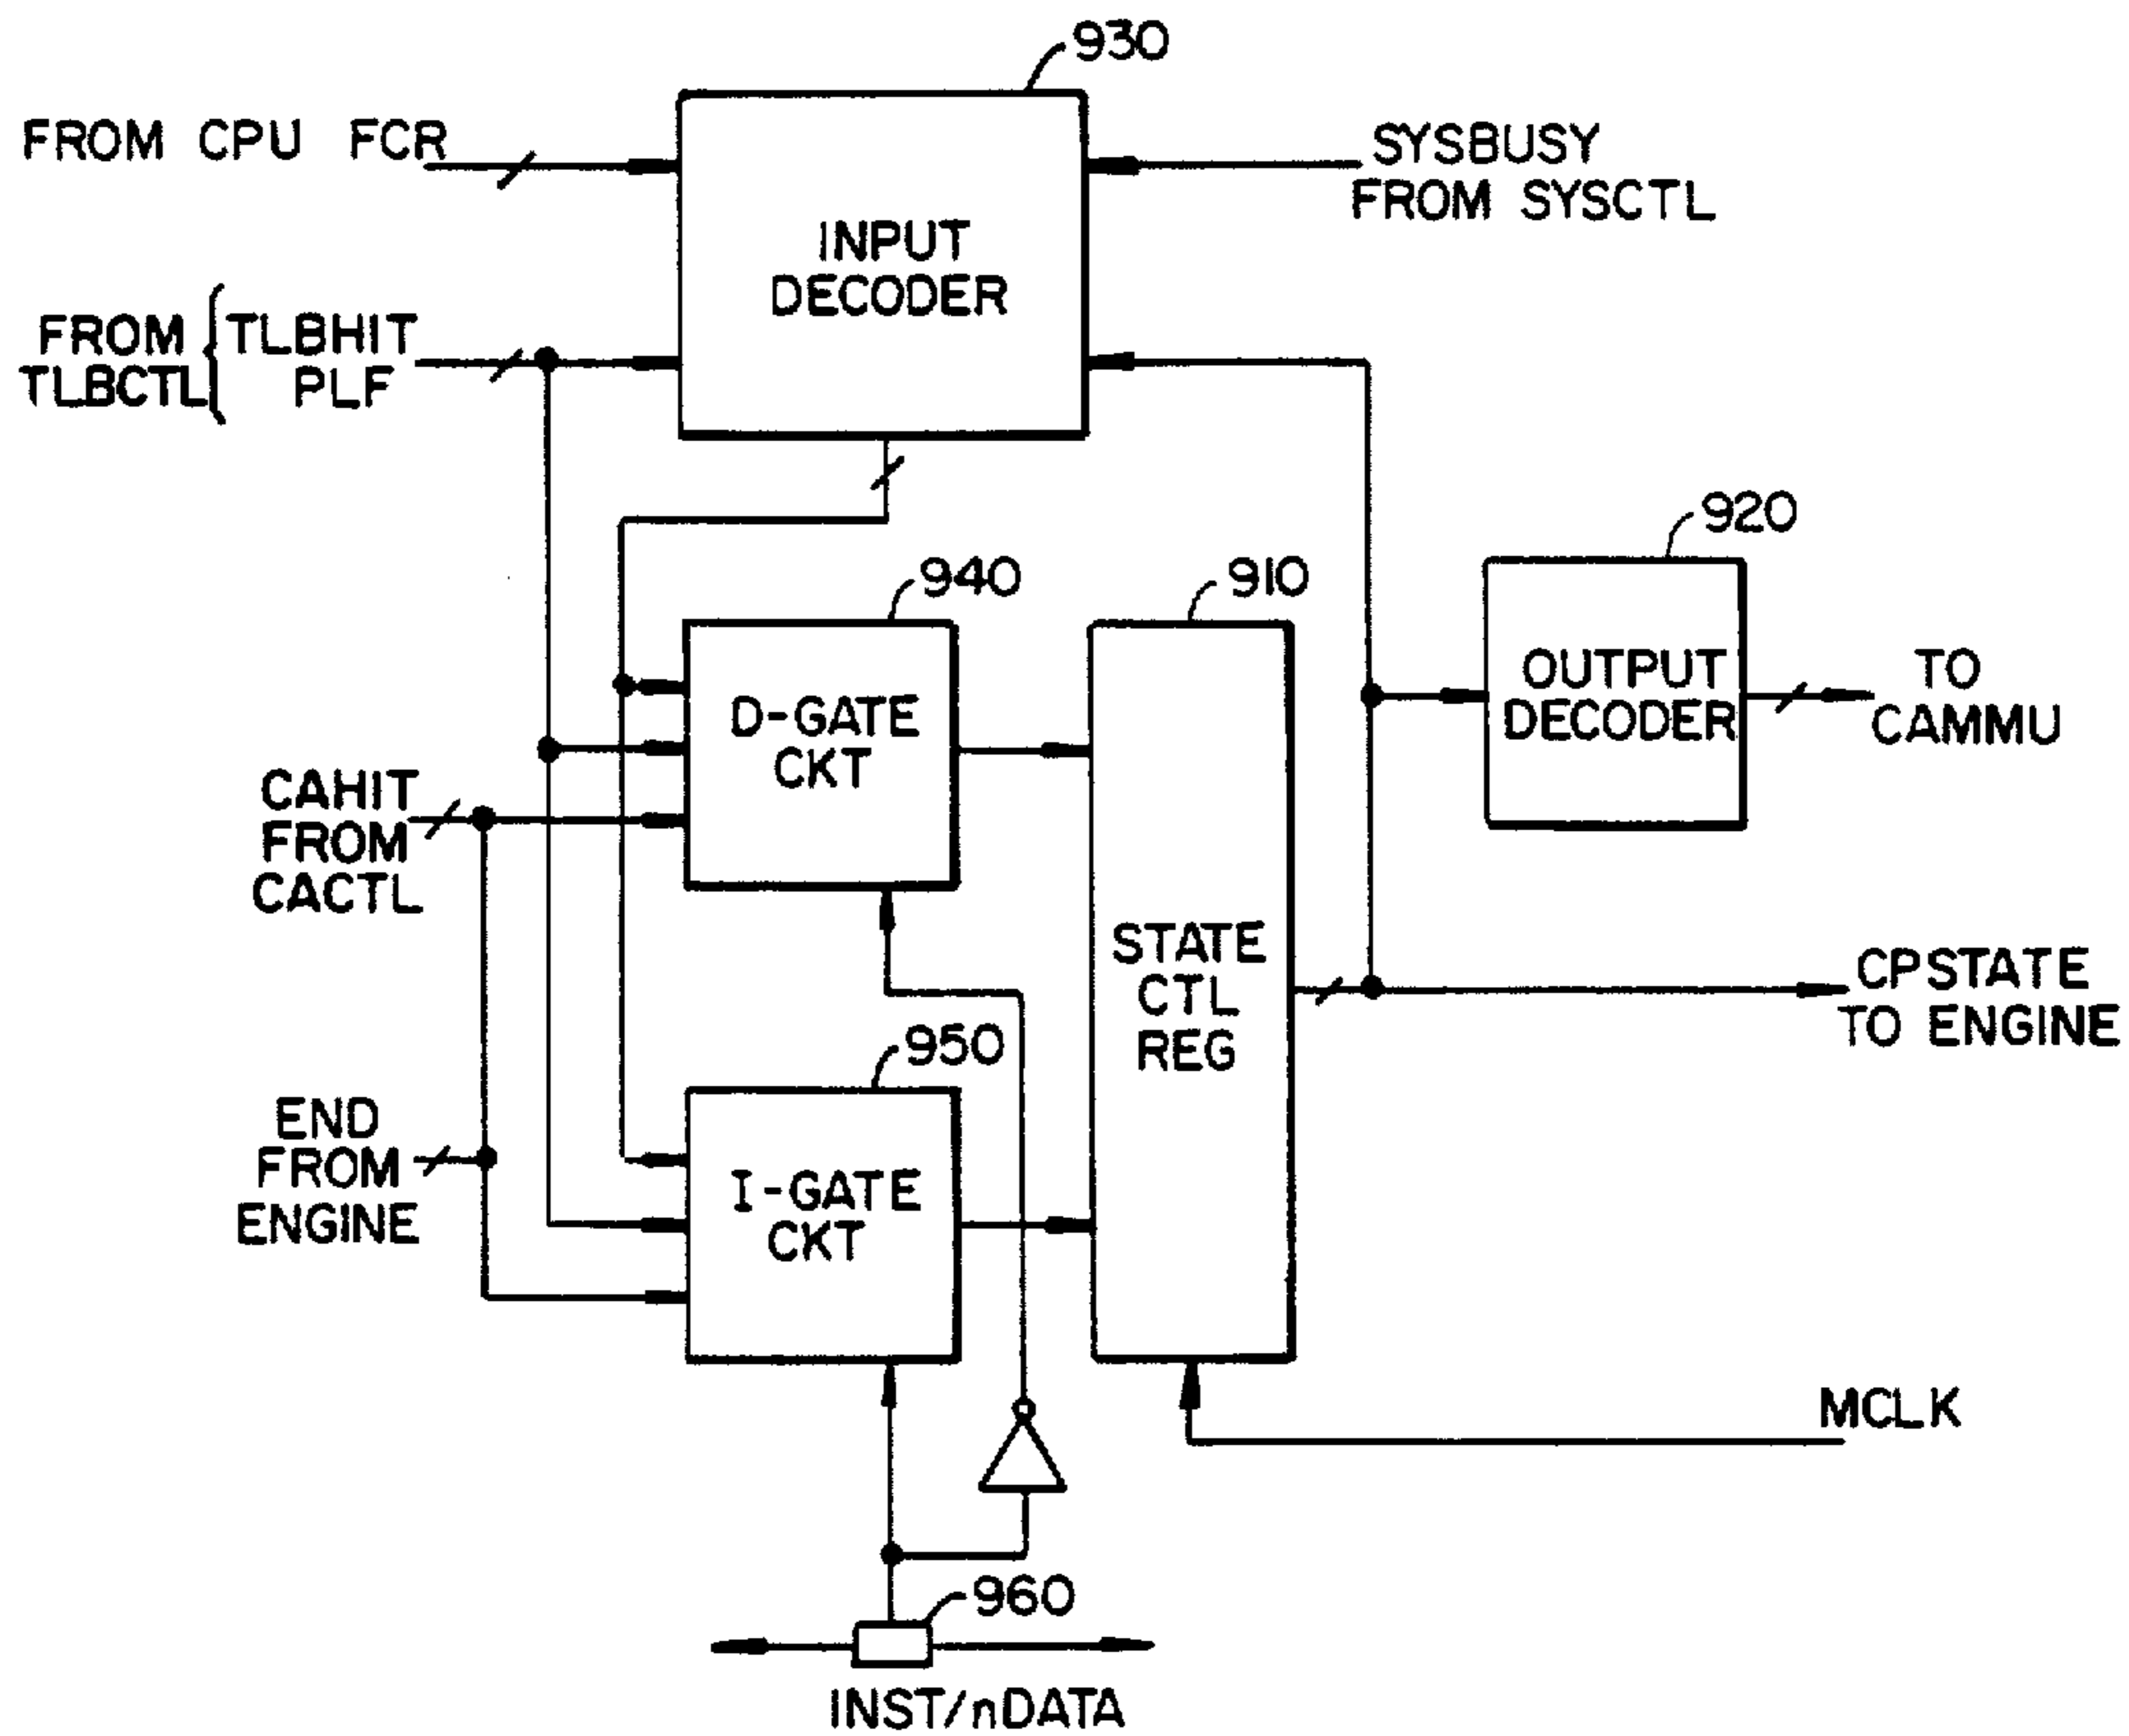 930
FROM CPU FCR
SYSBUSY
FROM SYSCTL
INPUT
DECODER
FROM TLBHIT
TLBCTL PLF
920
940
910
OUTPUT
DECODER
TO
CAMMU
D-GATE
CKT
CAHIT
FROM
CACTL
STATE
CTL
REG
CPSTATE
TO ENGINE
950
END
FROM
ENGINE
I-GATE
CKT
MCLK
960
INST/nDATA